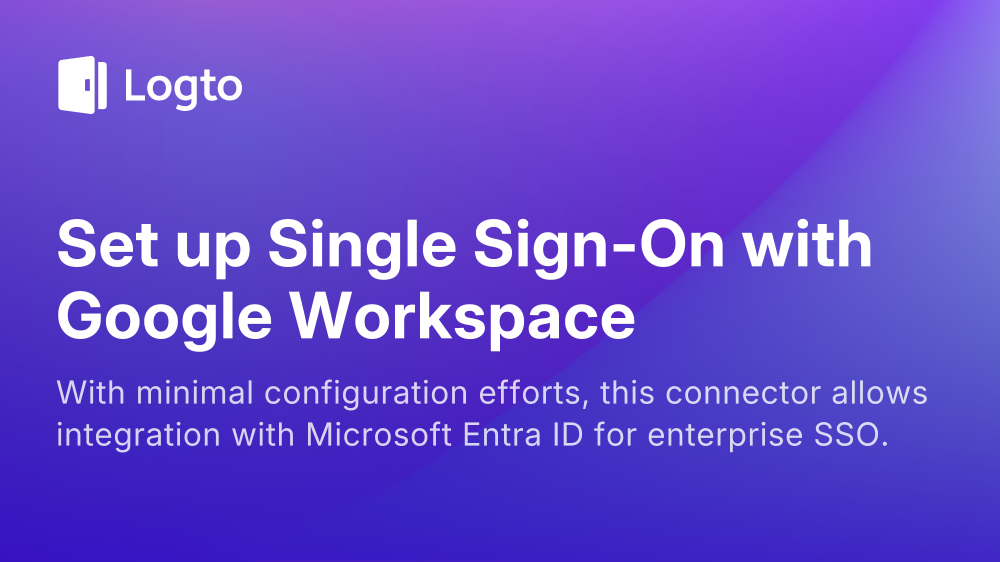 Logto
Set up Single Sign-On with
Google Workspace
With minimal configuration efforts, this connector allows
integration with Microsoft Entra ID for enterprise SSO.